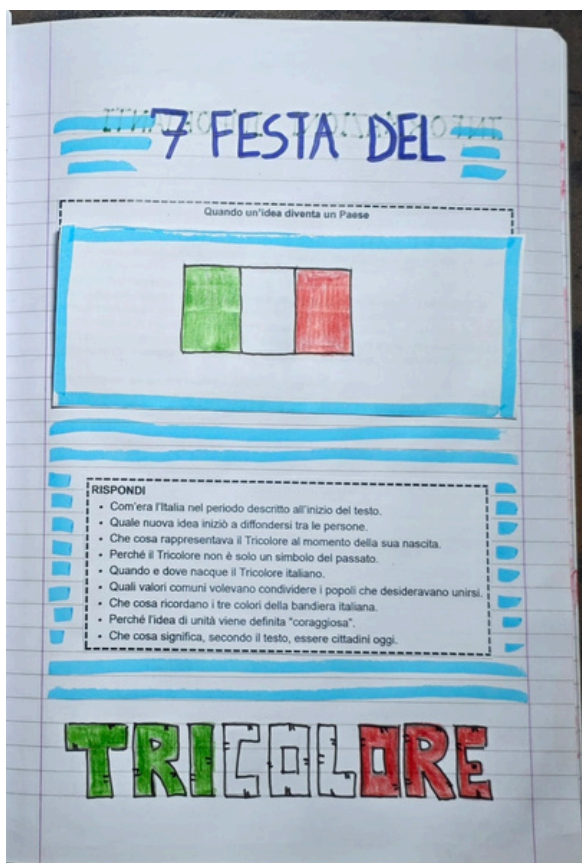 7 FESTA DEL
Quando un'idea diventa un Paese
RISPONDI
• Com'era l'Italia nel periodo descritto all'inizio del testo.
• Quale nuova idea iniziò a diffondersi tra le persone.
• Che cosa rappresentava il Tricolore al momento della sua nascita.
• Perché il Tricolore non è solo un simbolo del passato.
• Quando e dove nacque il Tricolore italiano.
• Quali valori comuni volevano condividere i popoli che desideravano unirsi.
• Che cosa ricordano i tre colori della bandiera italiana.
• Perché l'idea di unità viene definita "coraggiosa".
• Che cosa significa, secondo il testo, essere cittadini oggi.
TRICOLORE